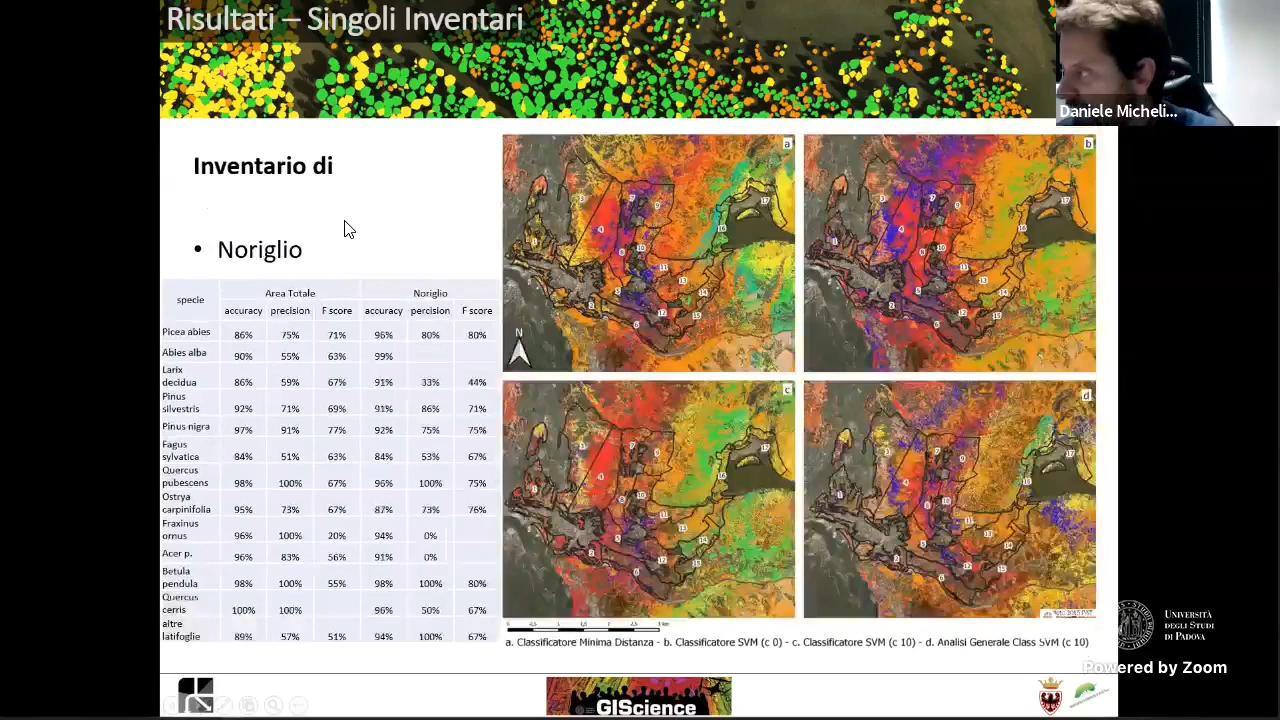 Risultati – Singoli Inventari
Daniele Micheli...
Inventario di
• Noriglio
specie Area Totale Noriglio
accuracy percision F score accuracy percision F score
Picea abies 86% 75% 71% 96% 80% 80%
Abies alba 90% 55% 63% 99%
Larix decidua 86% 59% 67% 91% 33% 44%
Pinus silvestris 92% 71% 69% 91% 86% 71%
Pinus nigra 97% 91% 77% 92% 75% 75%
Fagus sylvatica 84% 51% 63% 84% 53% 67%
Quercus pubescens 98% 100% 67% 96% 100% 75%
Ostrya carpinifolia 95% 73% 67% 87% 73% 76%
Fraxinus ornus 96% 100% 20% 94% 0%
Acer p. 96% 83% 56% 91% 0%
Betula pendula 98% 100% 55% 98% 100% 80%
Quercus cerris 100% 100% 96% 50% 67%
altre latifoglie 89% 57% 51% 94% 100% 67%
a
b
c
d
N
a. Classificatore Minima Distanza - b. Classificatore SVM (c 0) - c. Classificatore SVM (c 10) - d. Analisi Generale Class SVM (c 10)
UNIVERSITÀ
DEGLI STUDI
DI PADOVA
Powered by Zoom
GIScience